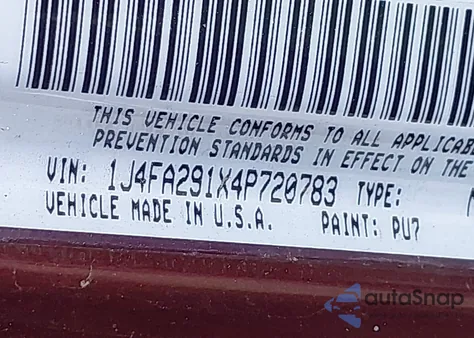 THIS VEHICLE CONFORMS TO ALL APPLICAB
PREVENTION STANDARDS IN EFFECT ON THE
VIN: 1J4FA291X4P720783 TYPE:
VEHICLE MADE IN U.S.A. PAINT: PU7
autoSnap